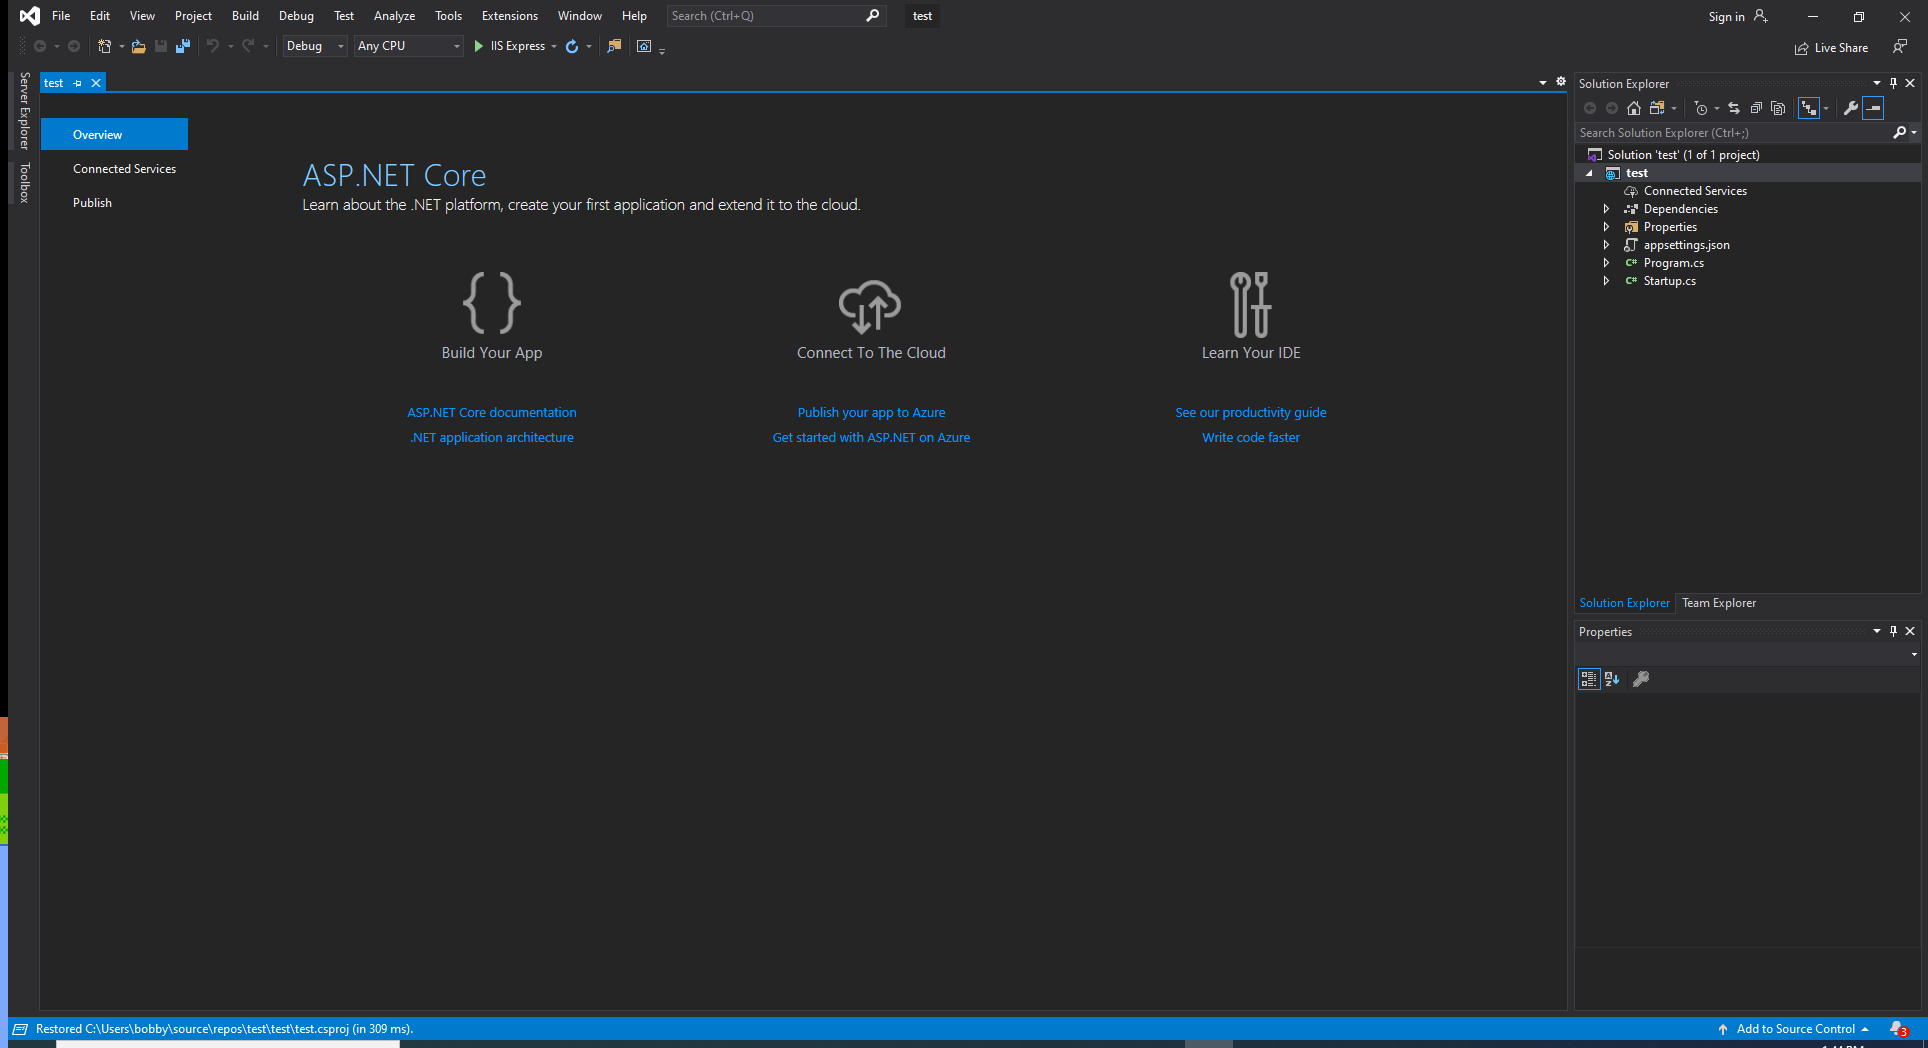 File Edit View Project Build Debug Test Analyze Tools Extensions Window Help Search (Ctrl+Q) test Sign in
Debug Any CPU IIS Express Live Share
Server Explorer
Toolbox
test
Overview
Connected Services
Publish
ASP.NET Core
Learn about the .NET platform, create your first application and extend it to the cloud.
Build Your App
ASP.NET Core documentation
.NET application architecture
Connect To The Cloud
Publish your app to Azure
Get started with ASP.NET on Azure
Learn Your IDE
See our productivity guide
Write code faster
Solution Explorer
Search Solution Explorer (Ctrl+;)
Solution 'test' (1 of 1 project)
test
Connected Services
Dependencies
Properties
appsettings.json
C# Program.cs
C# Startup.cs
Solution Explorer Team Explorer
Properties
Restored C:\Users\bobby\source\repos\test\test\test.csproj (in 309 ms). Add to Source Control 3